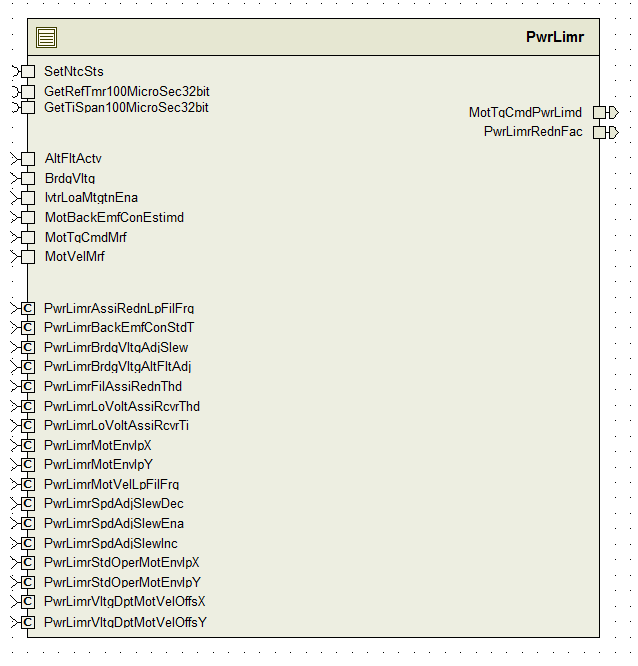 PwrLimr
SetNtcSts
GetRefTmr100MicroSec32bit
GetTiSpan100MicroSec32bit
MotTqCmdPwrLimd
PwrLimrRednFac
AltFltActv
BrdgVltg
IvtrLoaMtgtnEna
MotBackEmfConEstimd
MotTqCmdMrf
MotVelMrf
C PwrLimrAssiRednLpFilFrq
C PwrLimrBackEmfConStdT
C PwrLimrBrdgVltgAdjSlew
C PwrLimrBrdgVltgAltFltAdj
C PwrLimrFilAssiRednThd
C PwrLimrLoVoltAssiRcvrThd
C PwrLimrLoVoltAssiRcvrTi
C PwrLimrMotEnvlpX
C PwrLimrMotEnvlpY
C PwrLimrMotVelLpFilFrq
C PwrLimrSpdAdjSlewDec
C PwrLimrSpdAdjSlewEna
C PwrLimrSpdAdjSlewInc
C PwrLimrStdOperMotEnvlpX
C PwrLimrStdOperMotEnvlpY
C PwrLimrVltgDptMotVelOffsX
C PwrLimrVltgDptMotVelOffsY